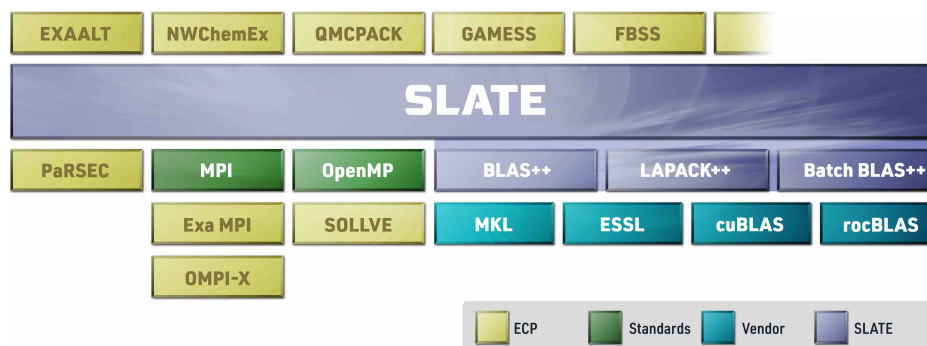 EXAALT NWChemEx QMCPACK GAMESS FBSS
SLATE
PaRSEC MPI OpenMP BLAS++ LAPACK++ Batch BLAS++
Exa MPI SOLLVE MKL ESSL cuBLAS rocBLAS
OMPI-X
ECP Standards Vendor SLATE